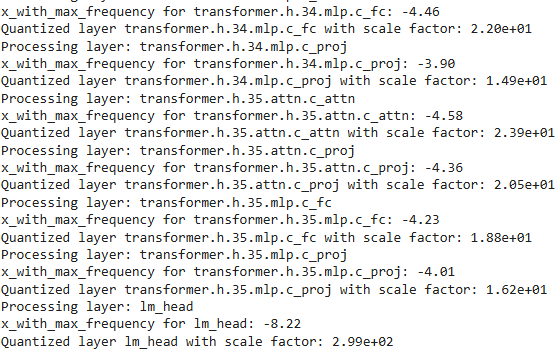 x_with_max_frequency for transformer.h.34.mlp.c_fc: -4.46
Quantized layer transformer.h.34.mlp.c_fc with scale factor: 2.20e+01
Processing layer: transformer.h.34.mlp.c_proj
x_with_max_frequency for transformer.h.34.mlp.c_proj: -3.90
Quantized layer transformer.h.34.mlp.c_proj with scale factor: 1.49e+01
Processing layer: transformer.h.35.attn.c_attn
x_with_max_frequency for transformer.h.35.attn.c_attn: -4.58
Quantized layer transformer.h.35.attn.c_attn with scale factor: 2.39e+01
Processing layer: transformer.h.35.attn.c_proj
x_with_max_frequency for transformer.h.35.attn.c_proj: -4.36
Quantized layer transformer.h.35.attn.c_proj with scale factor: 2.05e+01
Processing layer: transformer.h.35.mlp.c_fc
x_with_max_frequency for transformer.h.35.mlp.c_fc: -4.23
Quantized layer transformer.h.35.mlp.c_fc with scale factor: 1.88e+01
Processing layer: transformer.h.35.mlp.c_proj
x_with_max_frequency for transformer.h.35.mlp.c_proj: -4.01
Quantized layer transformer.h.35.mlp.c_proj with scale factor: 1.62e+01
Processing layer: lm_head
x_with_max_frequency for lm_head: -8.22
Quantized layer lm_head with scale factor: 2.99e+02